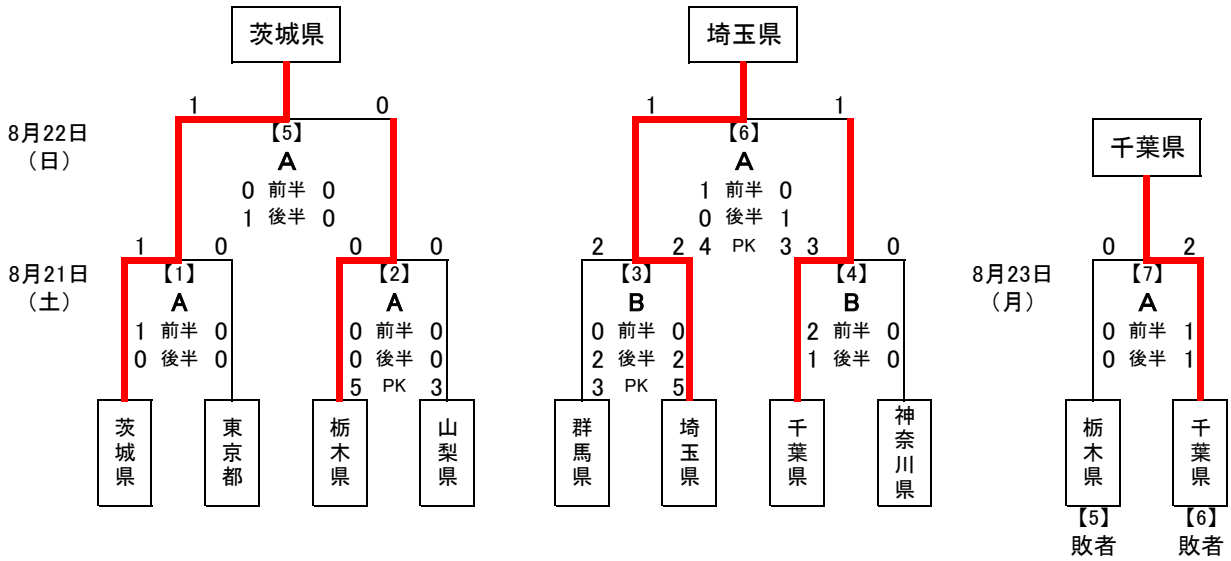 茨城県
埼玉県
1 0
1 1
8月22日
（日）
【5】
A
0 前半 0
1 後半 0
【6】
A
1 前半 0
0 後半 1
4 PK 3
千葉県
1 0
0 0
2 2
3 0
0 2
8月21日
（土）
【1】
A
1 前半 0
0 後半 0
【2】
A
0 前半 0
0 後半 0
5 PK 3
【3】
B
0 前半 0
2 後半 2
3 PK 5
【4】
B
2 前半 0
1 後半 0
8月23日
（月）
【7】
A
0 前半 1
0 後半 1
茨城県
東京都
栃木県
山梨県
群馬県
埼玉県
千葉県
神奈川県
栃木県
千葉県
【5】
敗者
【6】
敗者